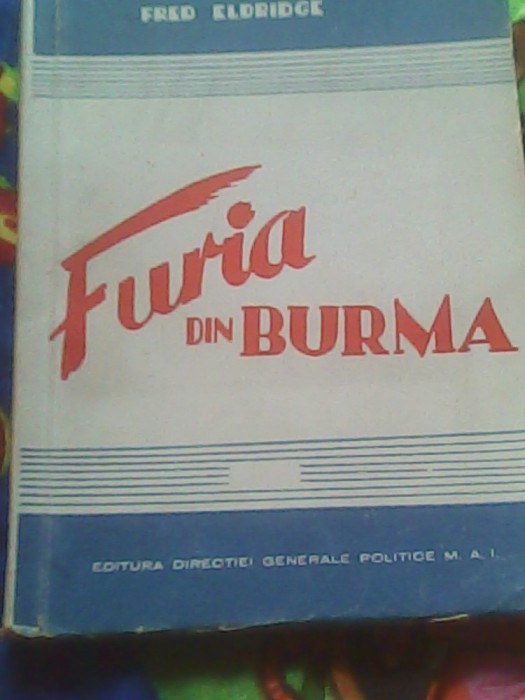 FRED ELDRIDGE
Furia
DIN BURMA
EDITURA DIRECTIEI GENERALE POLITICE M. A. I.